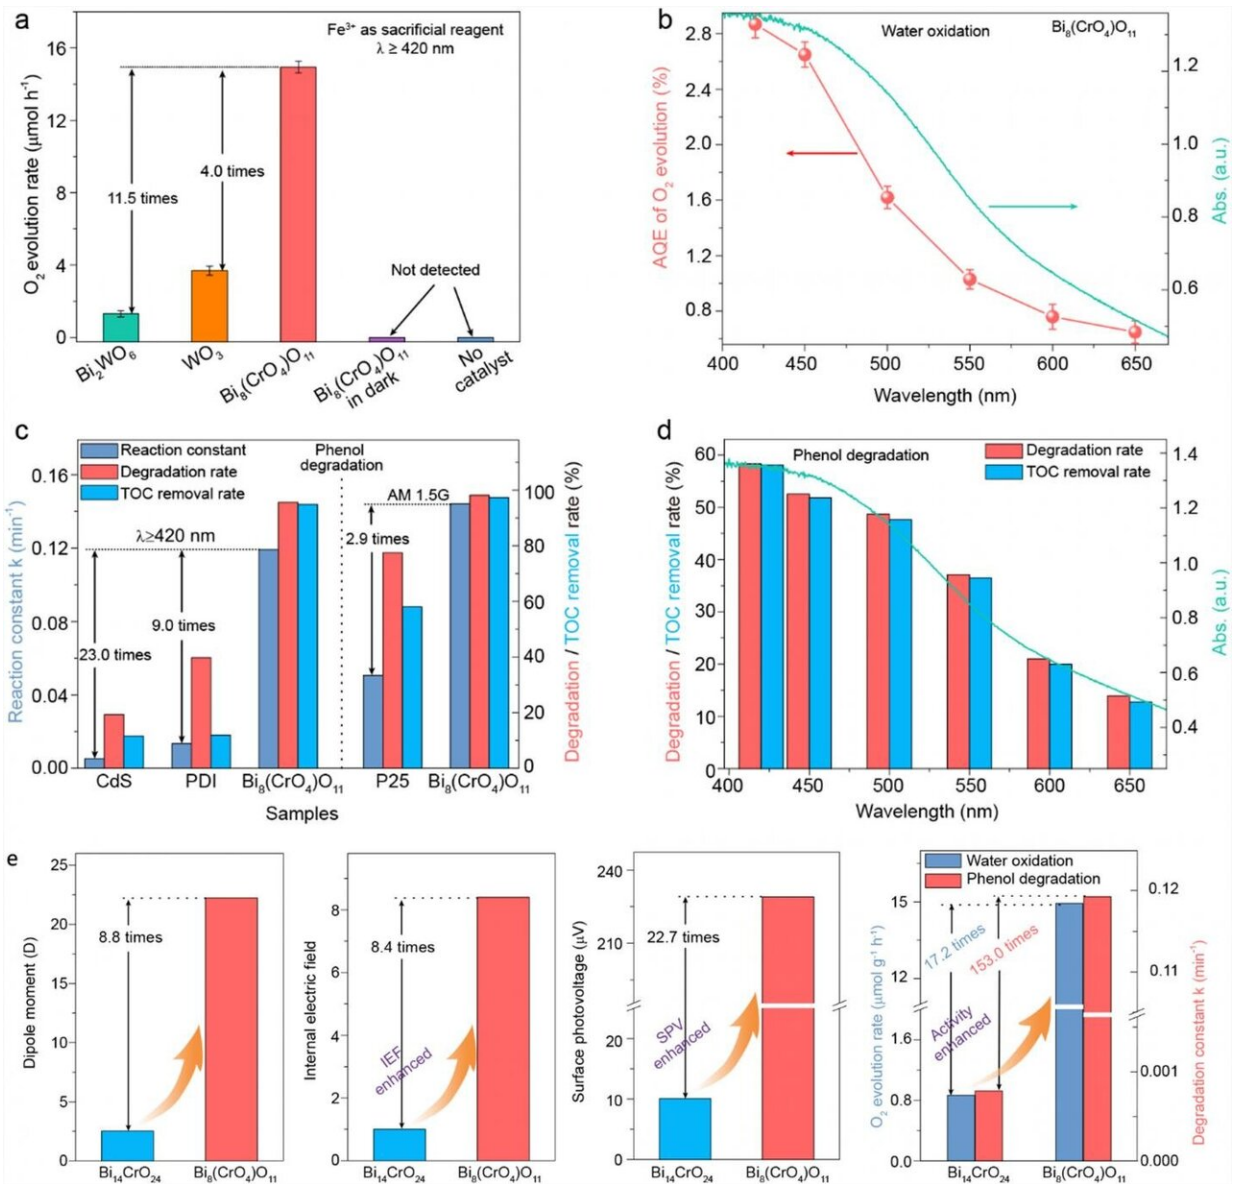 a
Fe³⁺ as sacrificial reagent
λ ≥ 420 nm
O₂ evolution rate (μmol h⁻¹)
16
12
8
4
0
11.5 times
4.0 times
Not detected
Bi₂WO₆
WO₃
Bi₈(CrO₄)O₁₁
Bi₈(CrO₄)O₁₁
in dark
No
catalyst
b
Water oxidation
Bi₈(CrO₄)O₁₁
AQE of O₂ evolution (%)
2.8
2.4
2.0
1.6
1.2
0.8
1.2
1.0
0.8
0.6
Abs. (a.u.)
400 450 500 550 600 650
Wavelength (nm)
c
Reaction constant
Degradation rate
TOC removal rate
Phenol
degradation
λ≥420 nm
AM 1.5G
23.0 times
9.0 times
2.9 times
Reaction constant k (min⁻¹)
0.16
0.12
0.08
0.04
0.00
100
80
60
40
20
0
Degradation / TOC removal rate (%)
CdS PDI Bi₈(CrO₄)O₁₁ P25 Bi₈(CrO₄)O₁₁
Samples
d
Phenol degradation
Degradation rate
TOC removal rate
Degradation / TOC removal rate (%)
60
50
40
30
20
10
0
1.4
1.2
1.0
0.8
0.6
0.4
Abs. (a.u.)
400 450 500 550 600 650
Wavelength (nm)
e
Dipole moment (D)
25
22
20
17
15
12
10
7
5
2
0
8.8 times
Bi₁₄CrO₂₄ Bi₈(CrO₄)O₁₁
Internal electric field
8
6
4
2
0
8.4 times
IEF
enhanced
Bi₁₄CrO₂₄ Bi₈(CrO₄)O₁₁
Surface photovoltage (μV)
240
210
20
10
0
22.7 times
SPV
enhanced
Bi₁₄CrO₂₄ Bi₈(CrO₄)O₁₁
Water oxidation
Phenol degradation
O₂ evolution rate (μmol g⁻¹ h⁻¹)
15
12
1.6
0.8
0.0
17.2 times
153.0 times
Activity
enhanced
0.12
0.11
0.001
0.000
Degradation constant k (min⁻¹)
Bi₁₄CrO₂₄ Bi₈(CrO₄)O₁₁